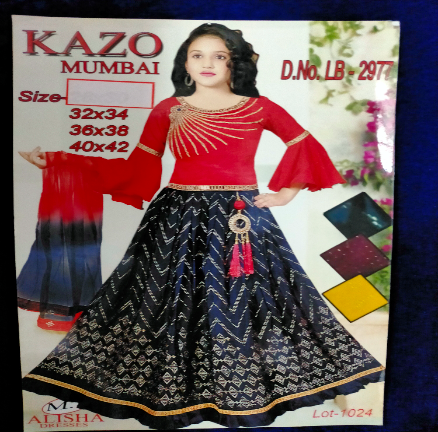 KAZO
MUMBAI
D.No. LB - 2977
Size-
32x34
36x38
40x42
M.
ALISHA
DRESSES
Lot-1024